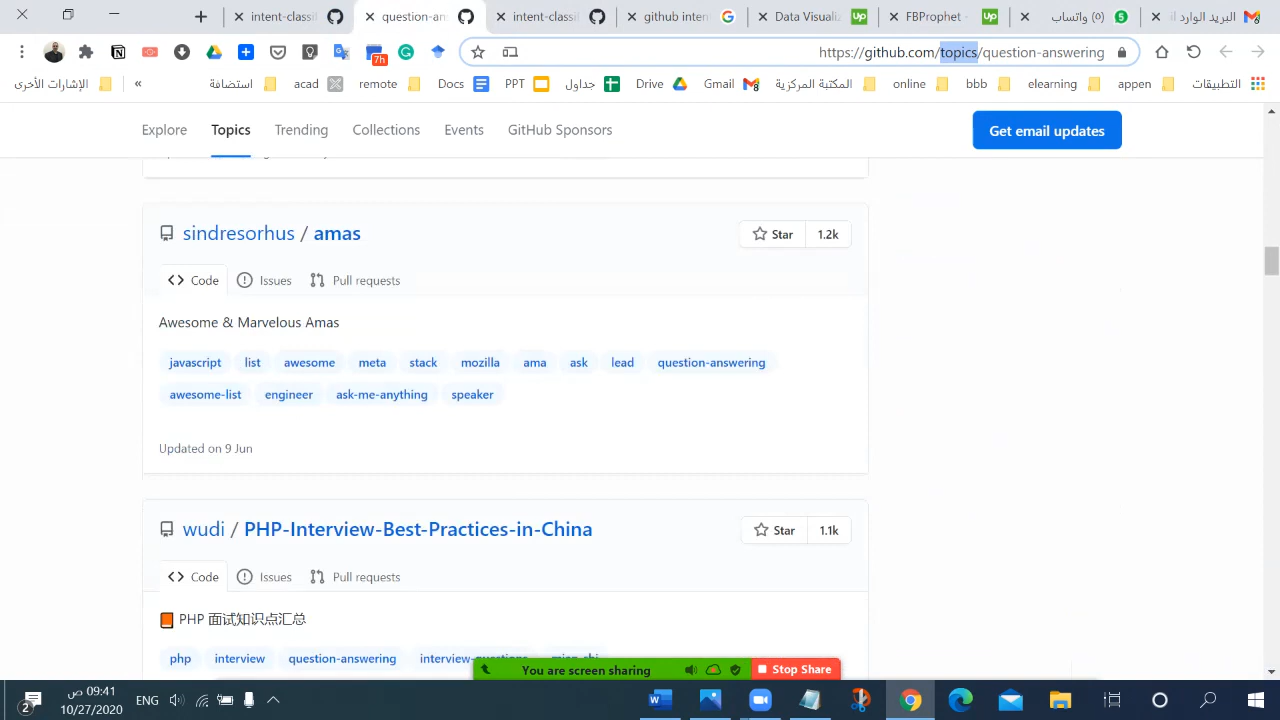 intent-classif
question-an
intent-classif
github inten
Data Visuali
FBProphet -
واتساب (٥)
البريد الوارد
https://github.com/topics/question-answering
7h
الإشارات الأخرى
»
استضافة
acad
remote
Docs
PPT
جداول
Drive
Gmail
المكتبة المركزية
online
bbb
elearning
appen
التطبيقات
Explore
Topics
Trending
Collections
Events
GitHub Sponsors
Get email updates
sindresorhus / amas
Star
1.2k
Code
Issues
Pull requests
Awesome & Marvelous Amas
javascript list awesome meta stack mozilla ama ask lead question-answering
awesome-list engineer ask-me-anything speaker
Updated on 9 Jun
wudi / PHP-Interview-Best-Practices-in-China
Star
1.1k
Code
Issues
Pull requests
PHP 面试知识点汇总
php interview question-answering
You are screen sharing
Stop Share
2
09:41 ص
10/27/2020
ENG